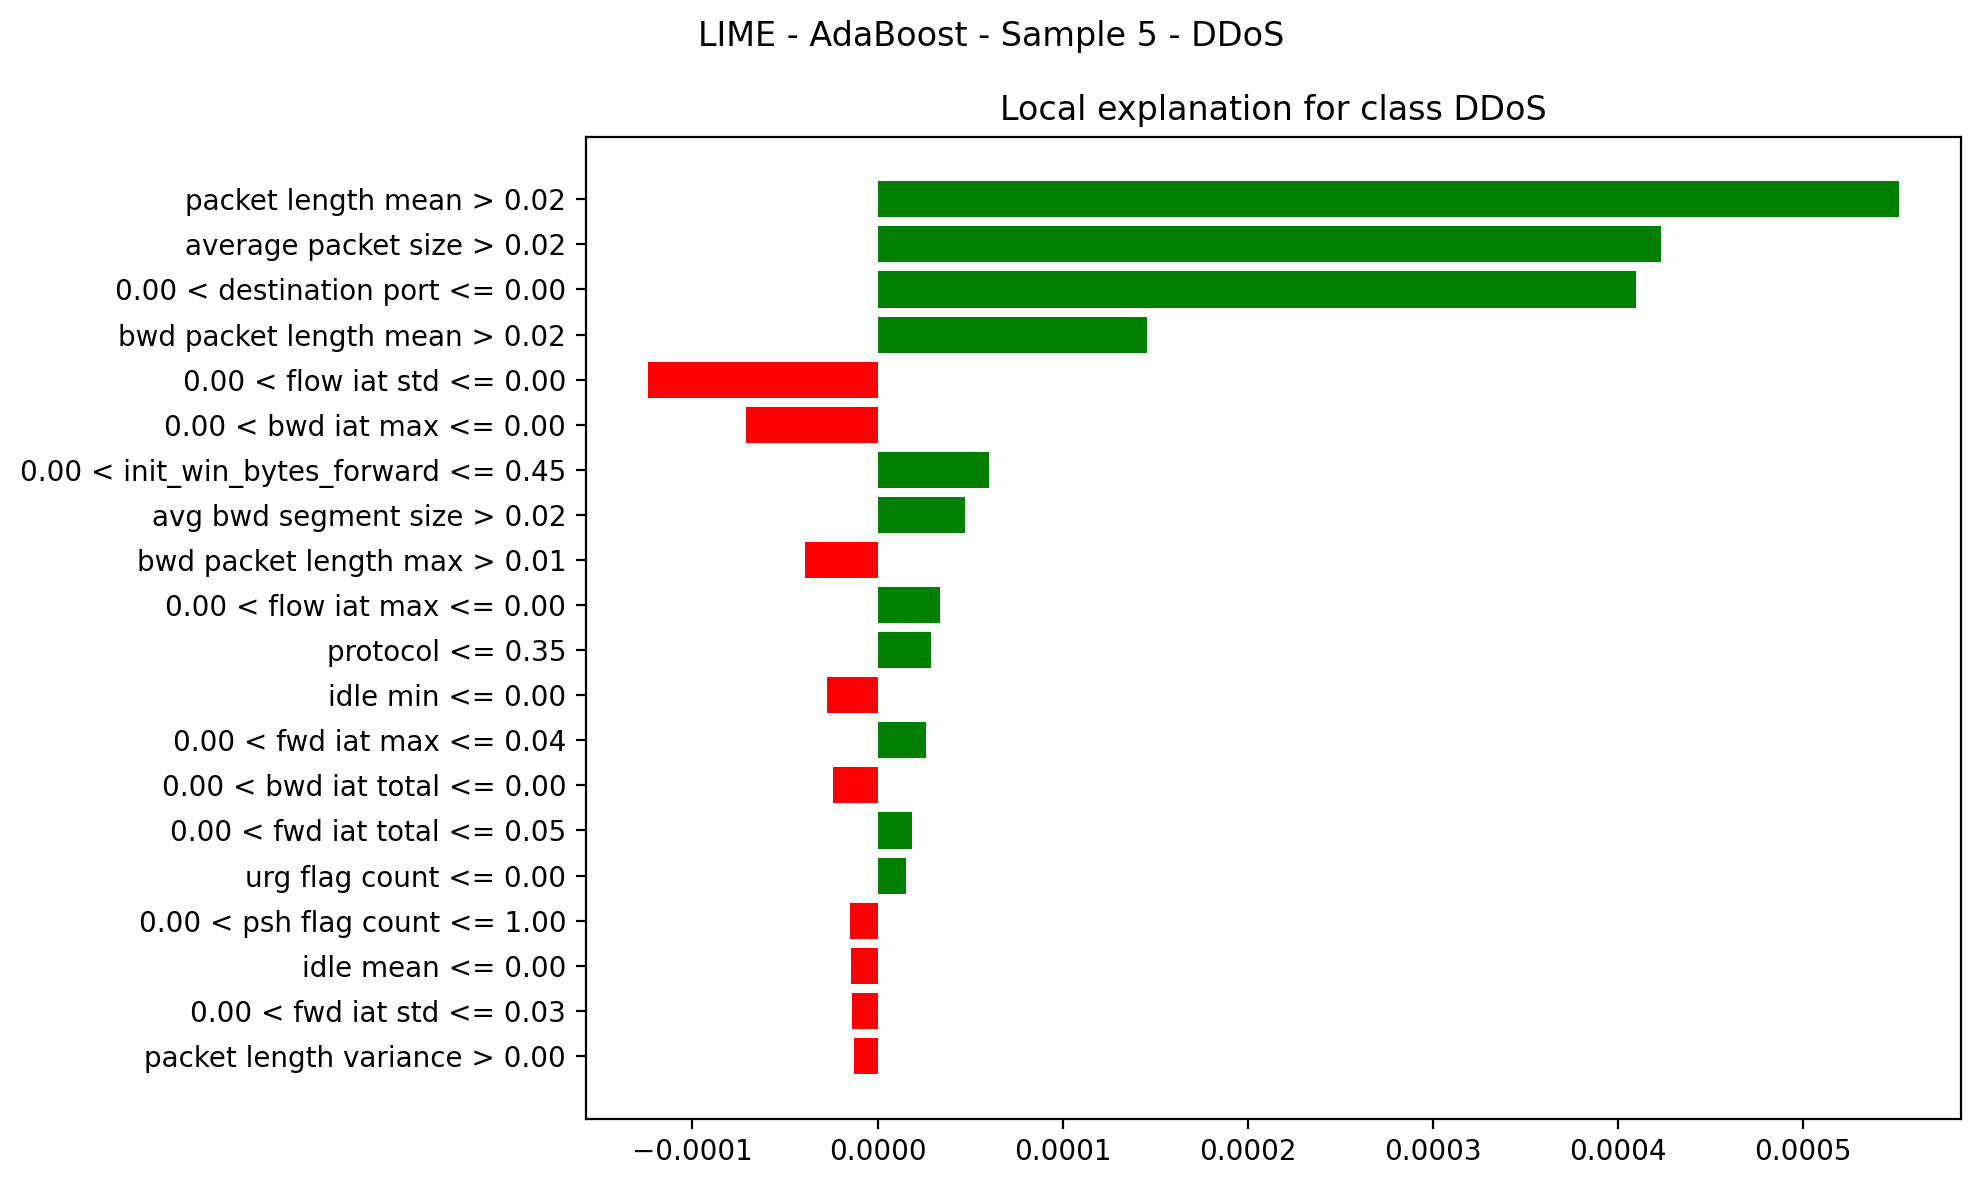 LIME - AdaBoost - Sample 5 - DDoS
Local explanation for class DDoS
packet length mean > 0.02
average packet size > 0.02
0.00 < destination port <= 0.00
bwd packet length mean > 0.02
0.00 < flow iat std <= 0.00
0.00 < bwd iat max <= 0.00
0.00 < init_win_bytes_forward <= 0.45
avg bwd segment size > 0.02
bwd packet length max > 0.01
0.00 < flow iat max <= 0.00
protocol <= 0.35
idle min <= 0.00
0.00 < fwd iat max <= 0.04
0.00 < bwd iat total <= 0.00
0.00 < fwd iat total <= 0.05
urg flag count <= 0.00
0.00 < psh flag count <= 1.00
idle mean <= 0.00
0.00 < fwd iat std <= 0.03
packet length variance > 0.00
−0.0001 0.0000 0.0001 0.0002 0.0003 0.0004 0.0005